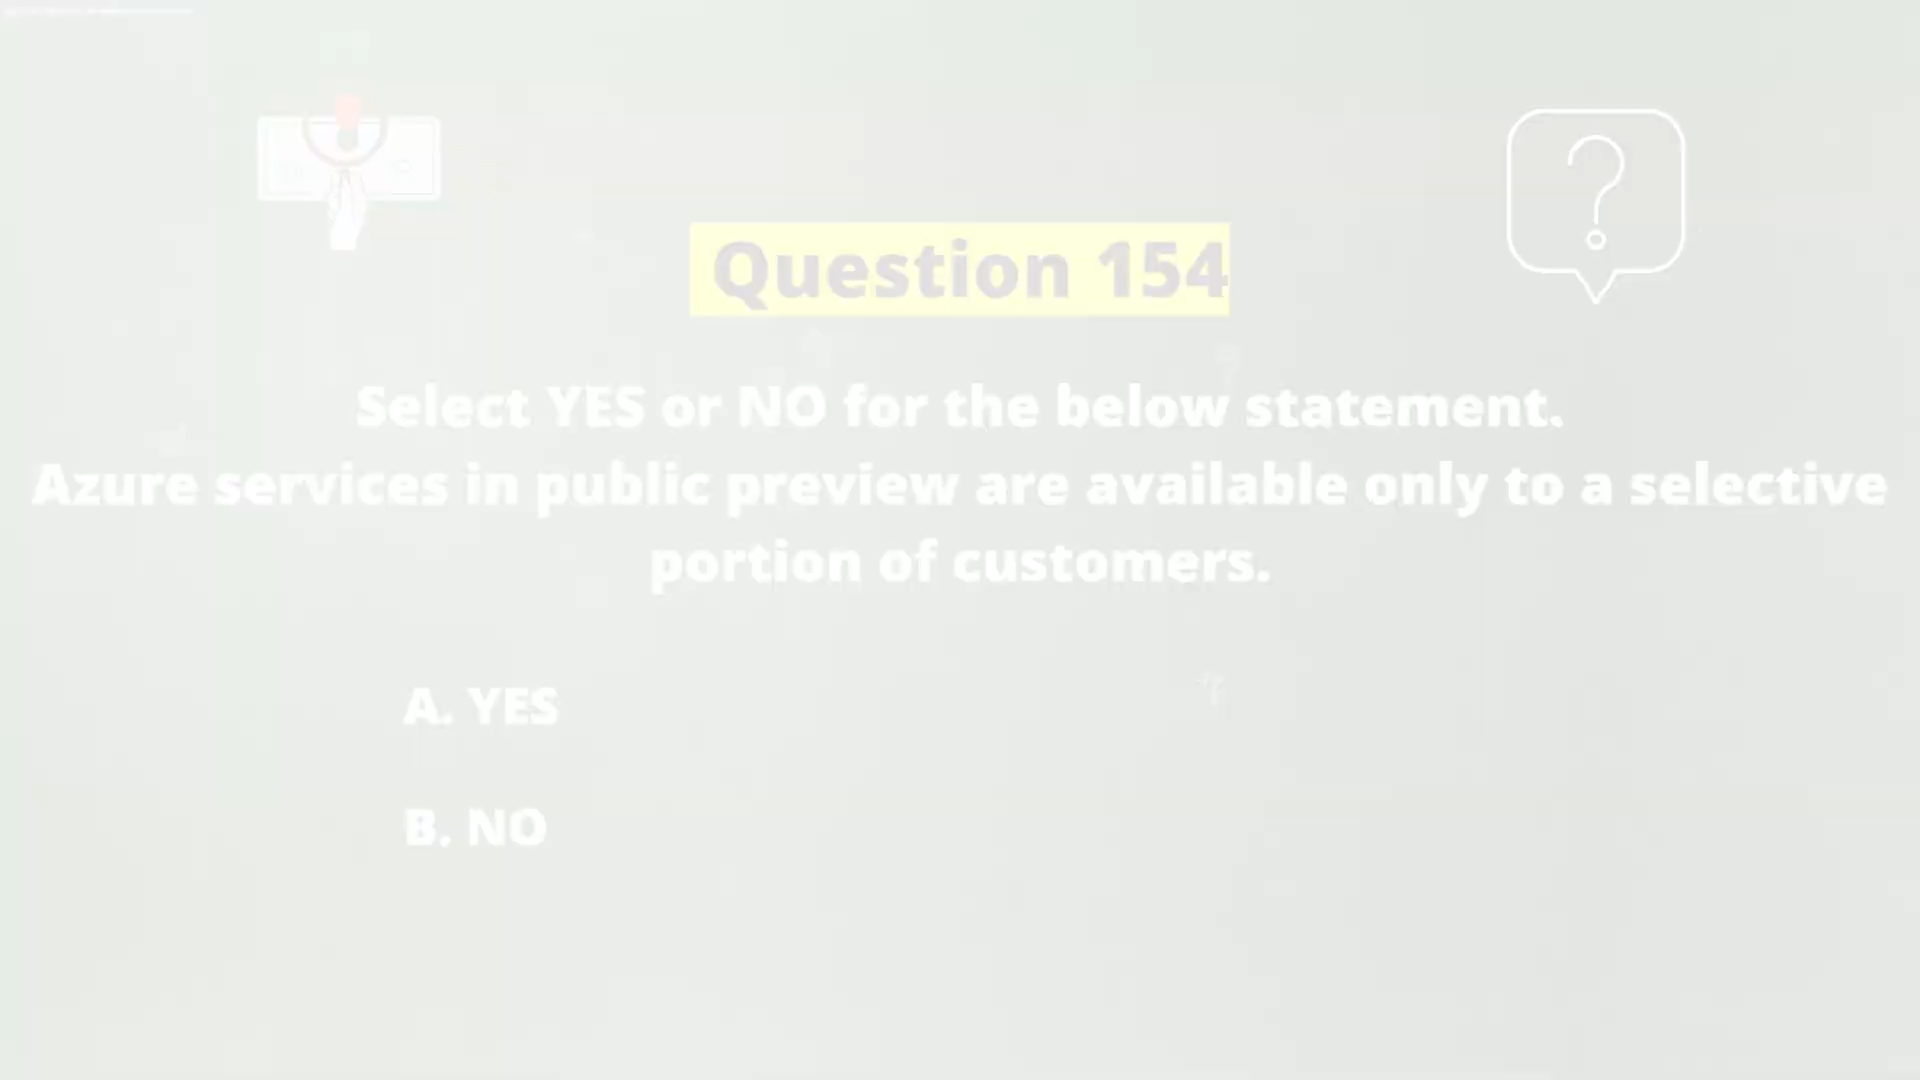 Question 154
Select YES or NO for the below statement.
Azure services in public preview are available only to a selective
portion of customers.
A. YES
B. NO